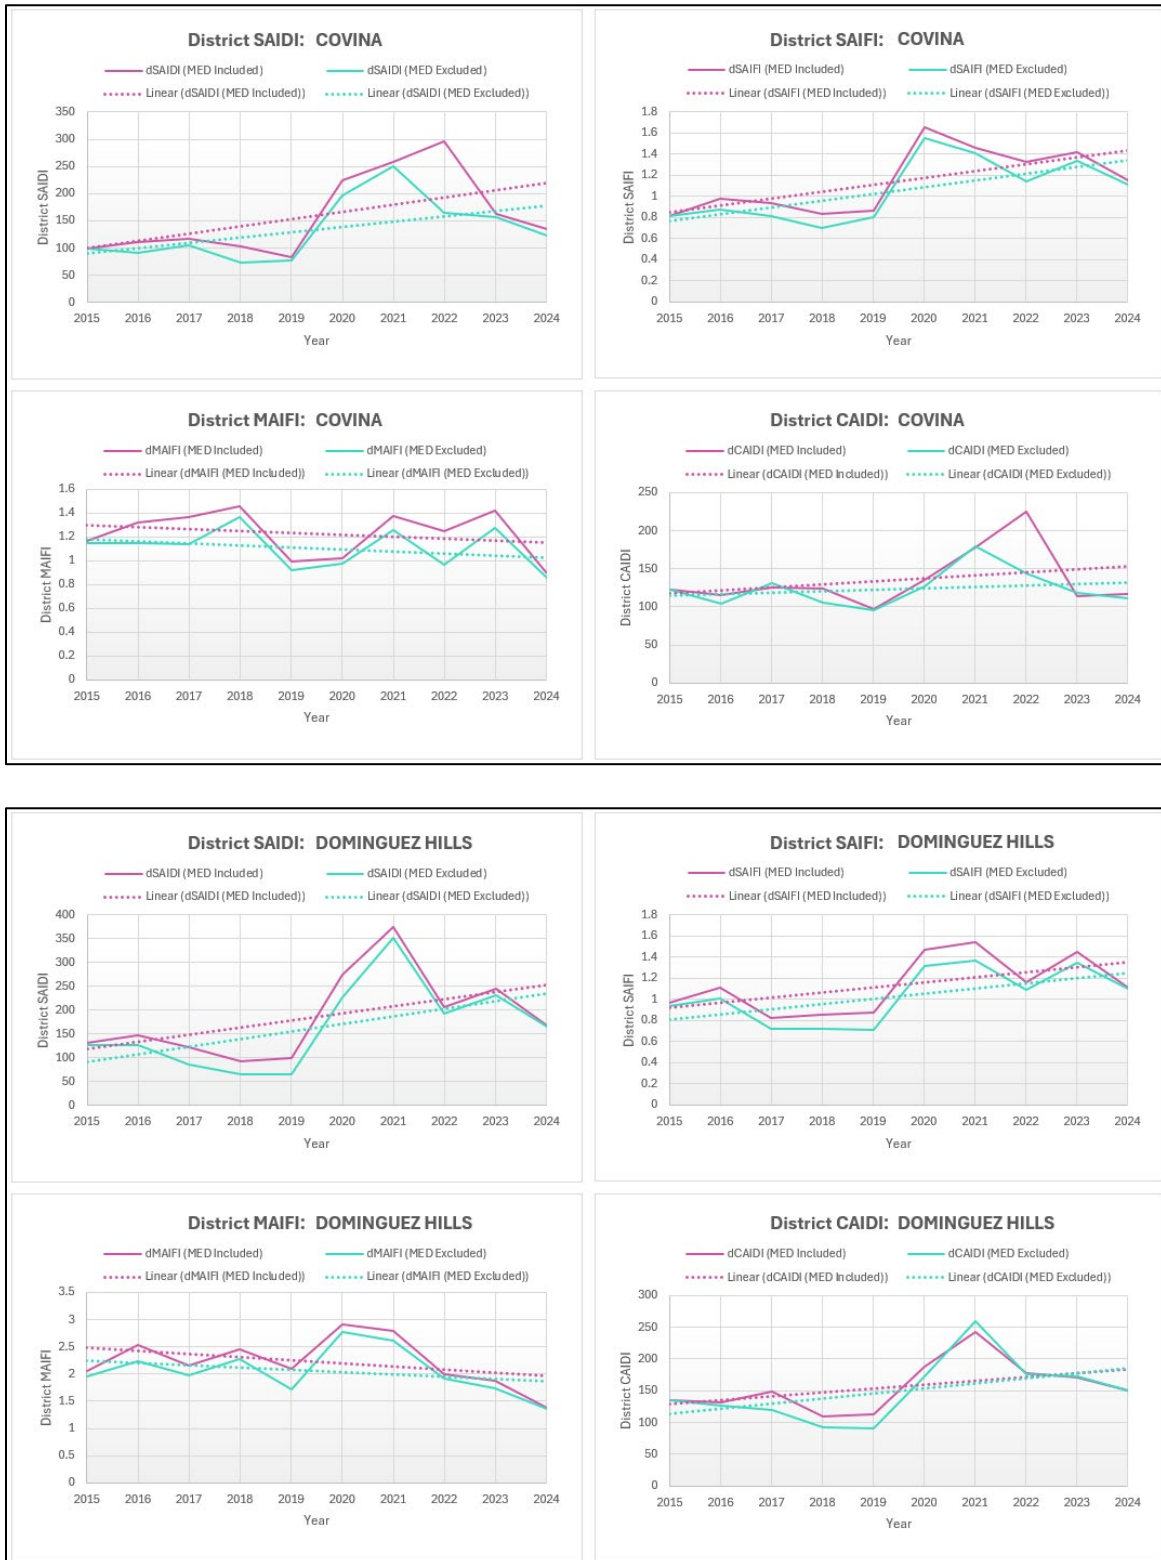 District SAIDI: COVINA
dSAIDI (MED Included)
dSAIDI (MED Excluded)
Linear (dSAIDI (MED Included))
Linear (dSAIDI (MED Excluded))
350
300
250
200
150
100
50
0
District SAIDI
2015 2016 2017 2018 2019 2020 2021 2022 2023 2024
Year
District SAIFI: COVINA
dSAIFI (MED Included)
dSAIFI (MED Excluded)
Linear (dSAIFI (MED Included))
Linear (dSAIFI (MED Excluded))
1.8
1.6
1.4
1.2
1
0.8
0.6
0.4
0.2
0
District SAIFI
2015 2016 2017 2018 2019 2020 2021 2022 2023 2024
Year
District MAIFI: COVINA
dMAIFI (MED Included)
dMAIFI (MED Excluded)
Linear (dMAIFI (MED Included))
Linear (dMAIFI (MED Excluded))
1.6
1.4
1.2
1
0.8
0.6
0.4
0.2
0
District MAIFI
2015 2016 2017 2018 2019 2020 2021 2022 2023 2024
Year
District CAIDI: COVINA
dCAIDI (MED Included)
dCAIDI (MED Excluded)
Linear (dCAIDI (MED Included))
Linear (dCAIDI (MED Excluded))
250
200
150
100
50
0
District CAIDI
2015 2016 2017 2018 2019 2020 2021 2022 2023 2024
Year
District SAIDI: DOMINGUEZ HILLS
dSAIDI (MED Included)
dSAIDI (MED Excluded)
Linear (dSAIDI (MED Included))
Linear (dSAIDI (MED Excluded))
400
350
300
250
200
150
100
50
0
District SAIDI
2015 2016 2017 2018 2019 2020 2021 2022 2023 2024
Year
District SAIFI: DOMINGUEZ HILLS
dSAIFI (MED Included)
dSAIFI (MED Excluded)
Linear (dSAIFI (MED Included))
Linear (dSAIFI (MED Excluded))
1.8
1.6
1.4
1.2
1
0.8
0.6
0.4
0.2
0
District SAIFI
2015 2016 2017 2018 2019 2020 2021 2022 2023 2024
Year
District MAIFI: DOMINGUEZ HILLS
dMAIFI (MED Included)
dMAIFI (MED Excluded)
Linear (dMAIFI (MED Included))
Linear (dMAIFI (MED Excluded))
3.5
3
2.5
2
1.5
1
0.5
0
District MAIFI
2015 2016 2017 2018 2019 2020 2021 2022 2023 2024
Year
District CAIDI: DOMINGUEZ HILLS
dCAIDI (MED Included)
dCAIDI (MED Excluded)
Linear (dCAIDI (MED Included))
Linear (dCAIDI (MED Excluded))
300
250
200
150
100
50
0
District CAIDI
2015 2016 2017 2018 2019 2020 2021 2022 2023 2024
Year